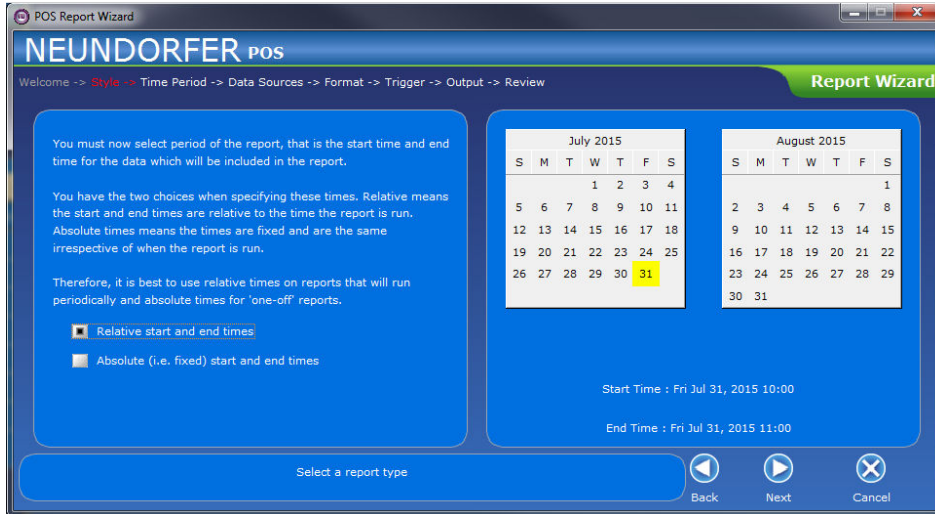 POS Report Wizard
NEUNDORFER POS
Welcome -> Style -> Time Period -> Data Sources -> Format -> Trigger -> Output -> Review
Report Wizard
You must now select period of the report, that is the start time and end
time for the data which will be included in the report.
You have the two choices when specifying these times. Relative means
the start and end times are relative to the time the report is run.
Absolute times means the times are fixed and are the same
irrespective of when the report is run.
Therefore, it is best to use relative times on reports that will run
periodically and absolute times for 'one-off' reports.
Relative start and end times
Absolute (i.e. fixed) start and end times
July 2015
S M T W T F S
1 2 3 4
5 6 7 8 9 10 11
12 13 14 15 16 17 18
19 20 21 22 23 24 25
26 27 28 29 30 31
August 2015
S M T W T F S
1
2 3 4 5 6 7 8
9 10 11 12 13 14 15
16 17 18 19 20 21 22
23 24 25 26 27 28 29
30 31
Start Time : Fri Jul 31, 2015 10:00
End Time : Fri Jul 31, 2015 11:00
Select a report type
Back
Next
Cancel